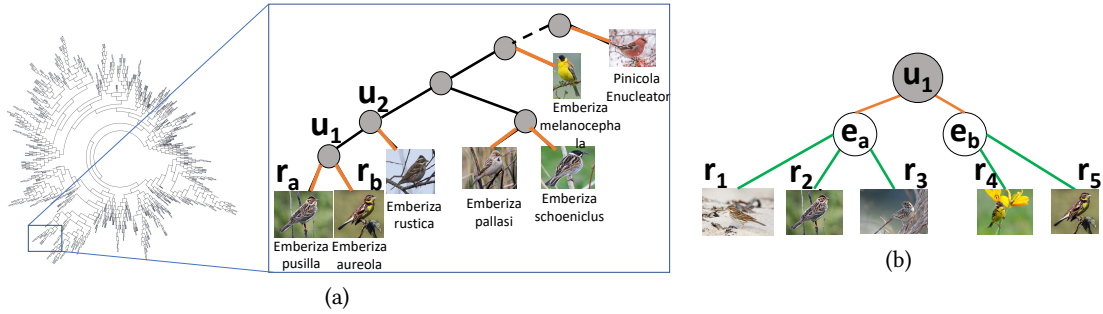 Pinicola
Enucleator
Emberiza
melanocepha
la
u2
u1
ra
rb
Emberiza
rustica
Emberiza
pallasi
Emberiza
schoeniclus
Emberiza
pusilla
Emberiza
aureola
(a)
u1
ea
eb
r1
r2
r3
r4
r5
(b)